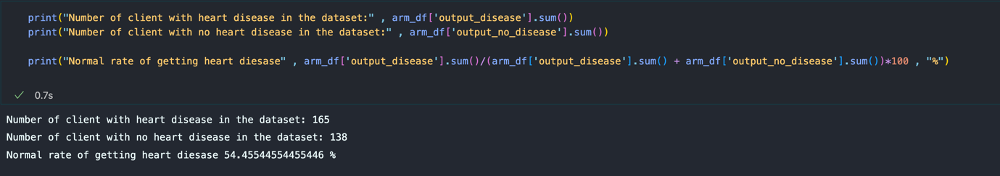 print("Number of client with heart disease in the dataset:" , arm_df['output_disease'].sum())
print("Number of client with no heart disease in the dataset:" , arm_df['output_no_disease'].sum())
print("Normal rate of getting heart diesase" , arm_df['output_disease'].sum()/(arm_df['output_disease'].sum() + arm_df['output_no_disease'].sum())*100 , "%")
0.7s
Number of client with heart disease in the dataset: 165
Number of client with no heart disease in the dataset: 138
Normal rate of getting heart diesase 54.45544554455446 %